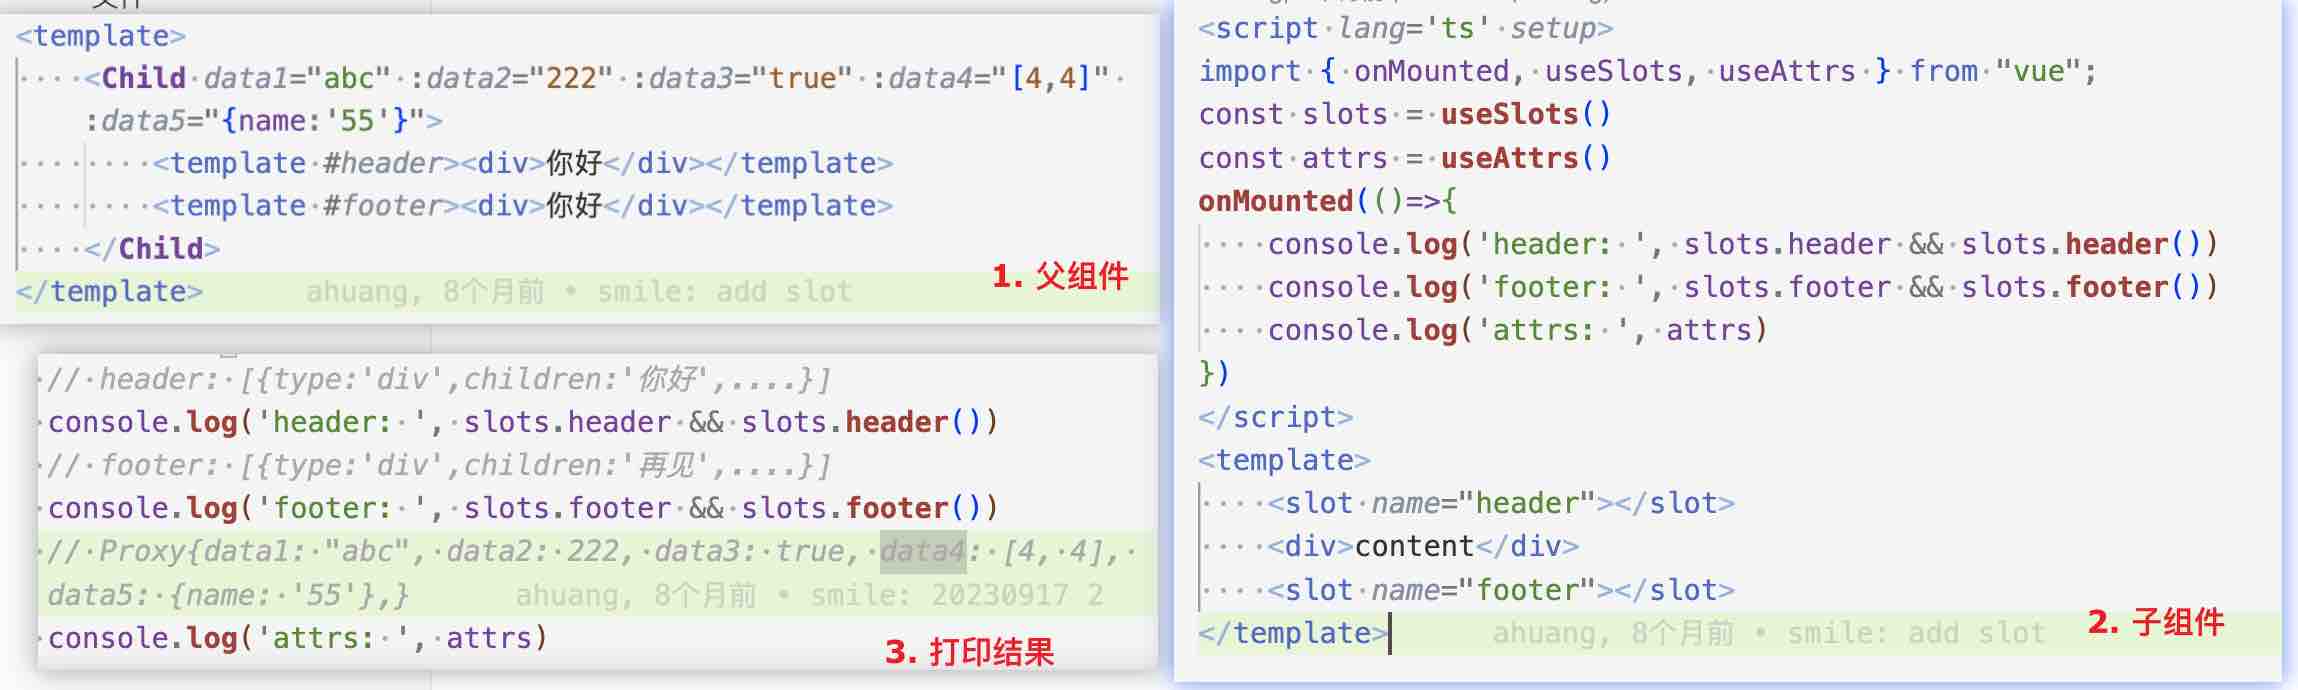 <template>
    <Child data1="abc" :data2="222" :data3="true" :data4="[4,4]"
    :data5="{name:'55'}">
        <template #header><div>你好</div></template>
        <template #footer><div>你好</div></template>
    </Child>
</template>    ahuang, 8个月前 • smile: add slot
1. 父组件
<script lang='ts' setup>
import { onMounted, useSlots, useAttrs } from "vue";
const slots = useSlots()
const attrs = useAttrs()
onMounted(()=>{
    console.log('header: ', slots.header && slots.header())
    console.log('footer: ', slots.footer && slots.footer())
    console.log('attrs: ', attrs)
})
</script>
<template>
    <slot name="header"></slot>
    <div>content</div>
    <slot name="footer"></slot>
</template>    ahuang, 8个月前 • smile: add slot
2. 子组件
// header: [{type:'div',children:'你好',....}]
console.log('header: ', slots.header && slots.header())
// footer: [{type:'div',children:'再见',....}]
console.log('footer: ', slots.footer && slots.footer())
// Proxy{data1: "abc", data2: 222, data3: true, data4: [4, 4],
data5: {name: '55'},}    ahuang, 8个月前 • smile: 20230917 2
console.log('attrs: ', attrs)
3. 打印结果